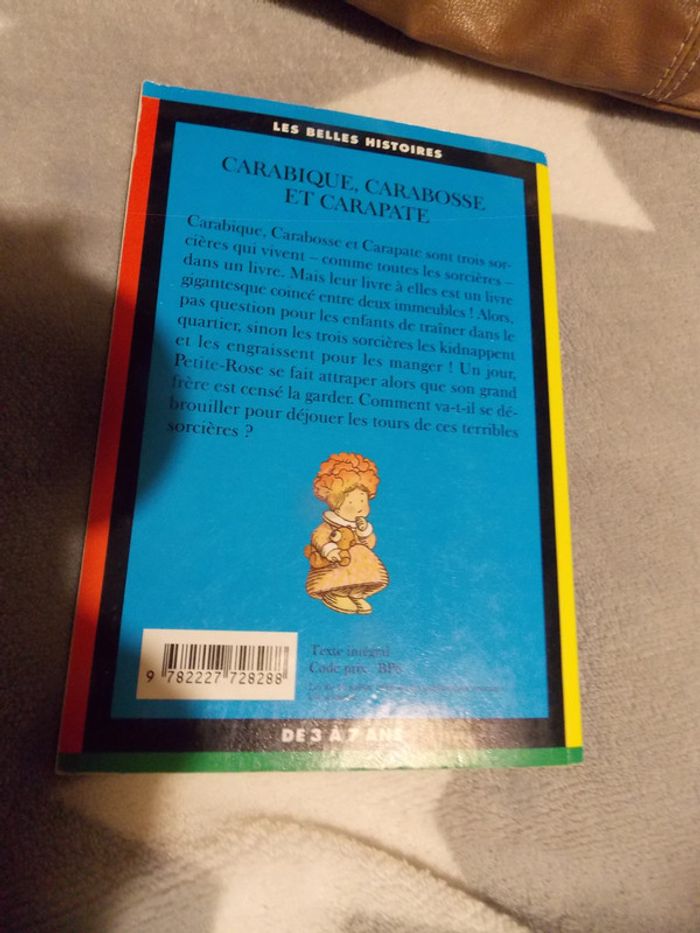 LES BELLES HISTOIRES
CARABIQUE, CARABOSSE
ET CARAPATE
Carabique, Carabosse et Carapate sont trois sor-
cières qui vivent – comme toutes les sorcières –
dans un livre. Mais leur livre à elles est un livre
gigantesque coincé entre deux immeubles ! Alors,
pas question pour les enfants de traîner dans le
quartier, sinon les trois sorcières les kidnappent
et les engraissent pour les manger ! Un jour,
Petite-Rose se fait attraper alors que son grand
frère est censé la garder. Comment va-t-il se dé-
brouiller pour déjouer les tours de ces terribles
sorcières ?
Texte intégral
Code prix : BP6
9 782227 728288
DE 3 À 7 ANS